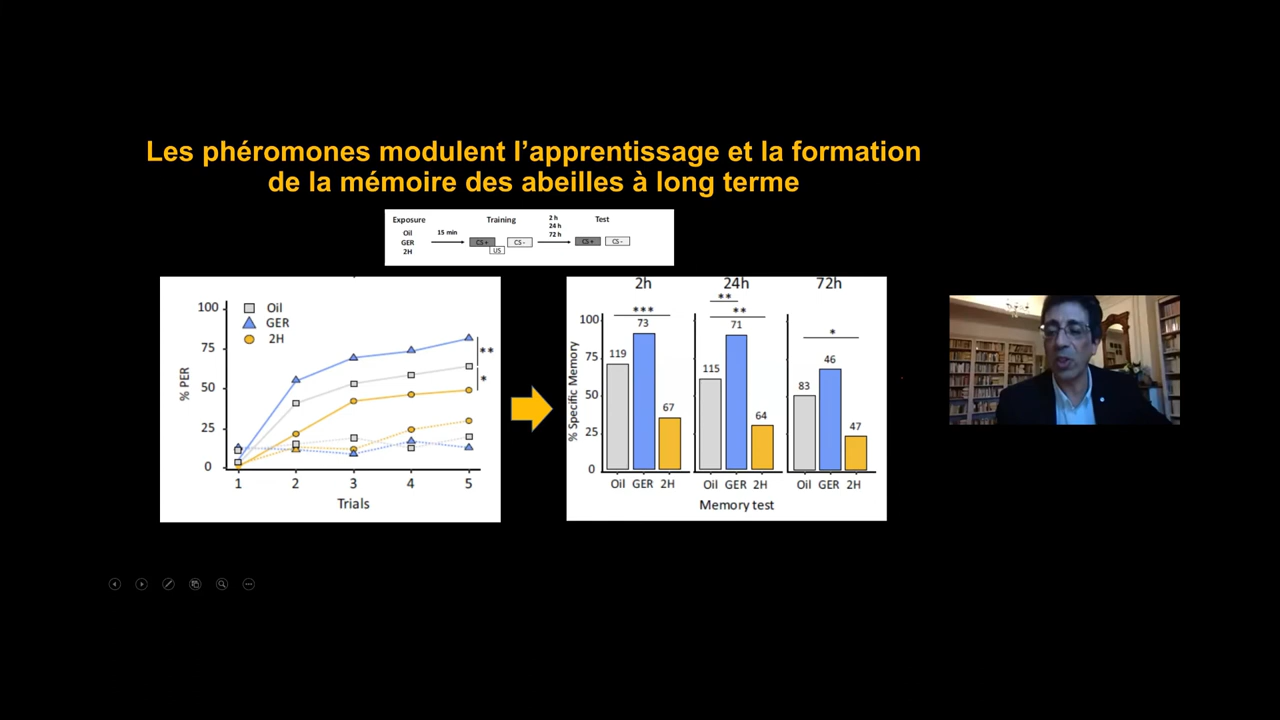 Les phéromones modulent l’apprentissage et la formation
de la mémoire des abeilles à long terme
Exposure
Training
2 h
24 h
72 h
Test
Oil
GER
2H
15 min
CS +
CS -
US
CS +
CS -
100
75
50
25
0
% PER
Oil
GER
2H
**
*
1 2 3 4 5
Trials
2h 24h 72h
100
75
50
25
0
% Specific Memory
***
119 73 67
**
**
115 71 64
*
83 46 47
Oil GER 2H Oil GER 2H Oil GER 2H
Memory test